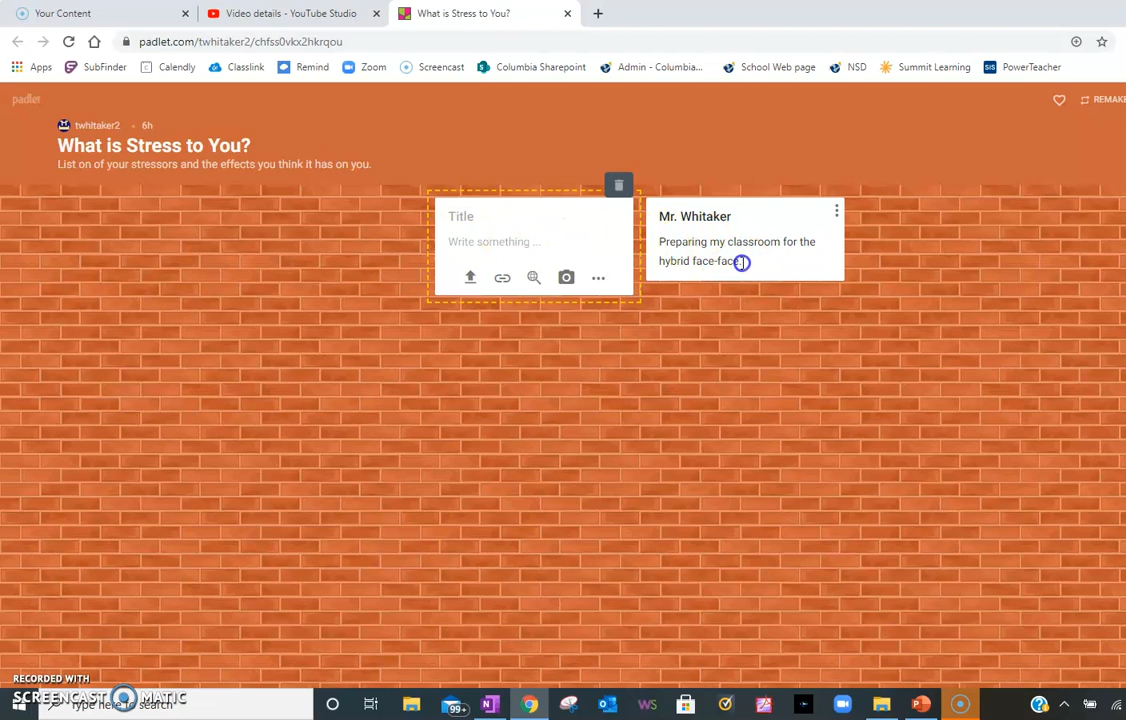 Your Content
Video details - YouTube Studio
What is Stress to You?
padlet.com/twhitaker2/chfss0vkx2hkrqou
Apps
SubFinder
Calendly
Classlink
Remind
Zoom
Screencast
Columbia Sharepoint
Admin - Columbia...
School Web page
NSD
Summit Learning
SIS
PowerTeacher
padlet
REMAKE
twhitaker2 • 6h
What is Stress to You?
List on of your stressors and the effects you think it has on you.
Title
Write something ...
Mr. Whitaker
Preparing my classroom for the
hybrid face-face.
RECORDED WITH
SCREENCAST MATIC
Type here to search
99+
WS